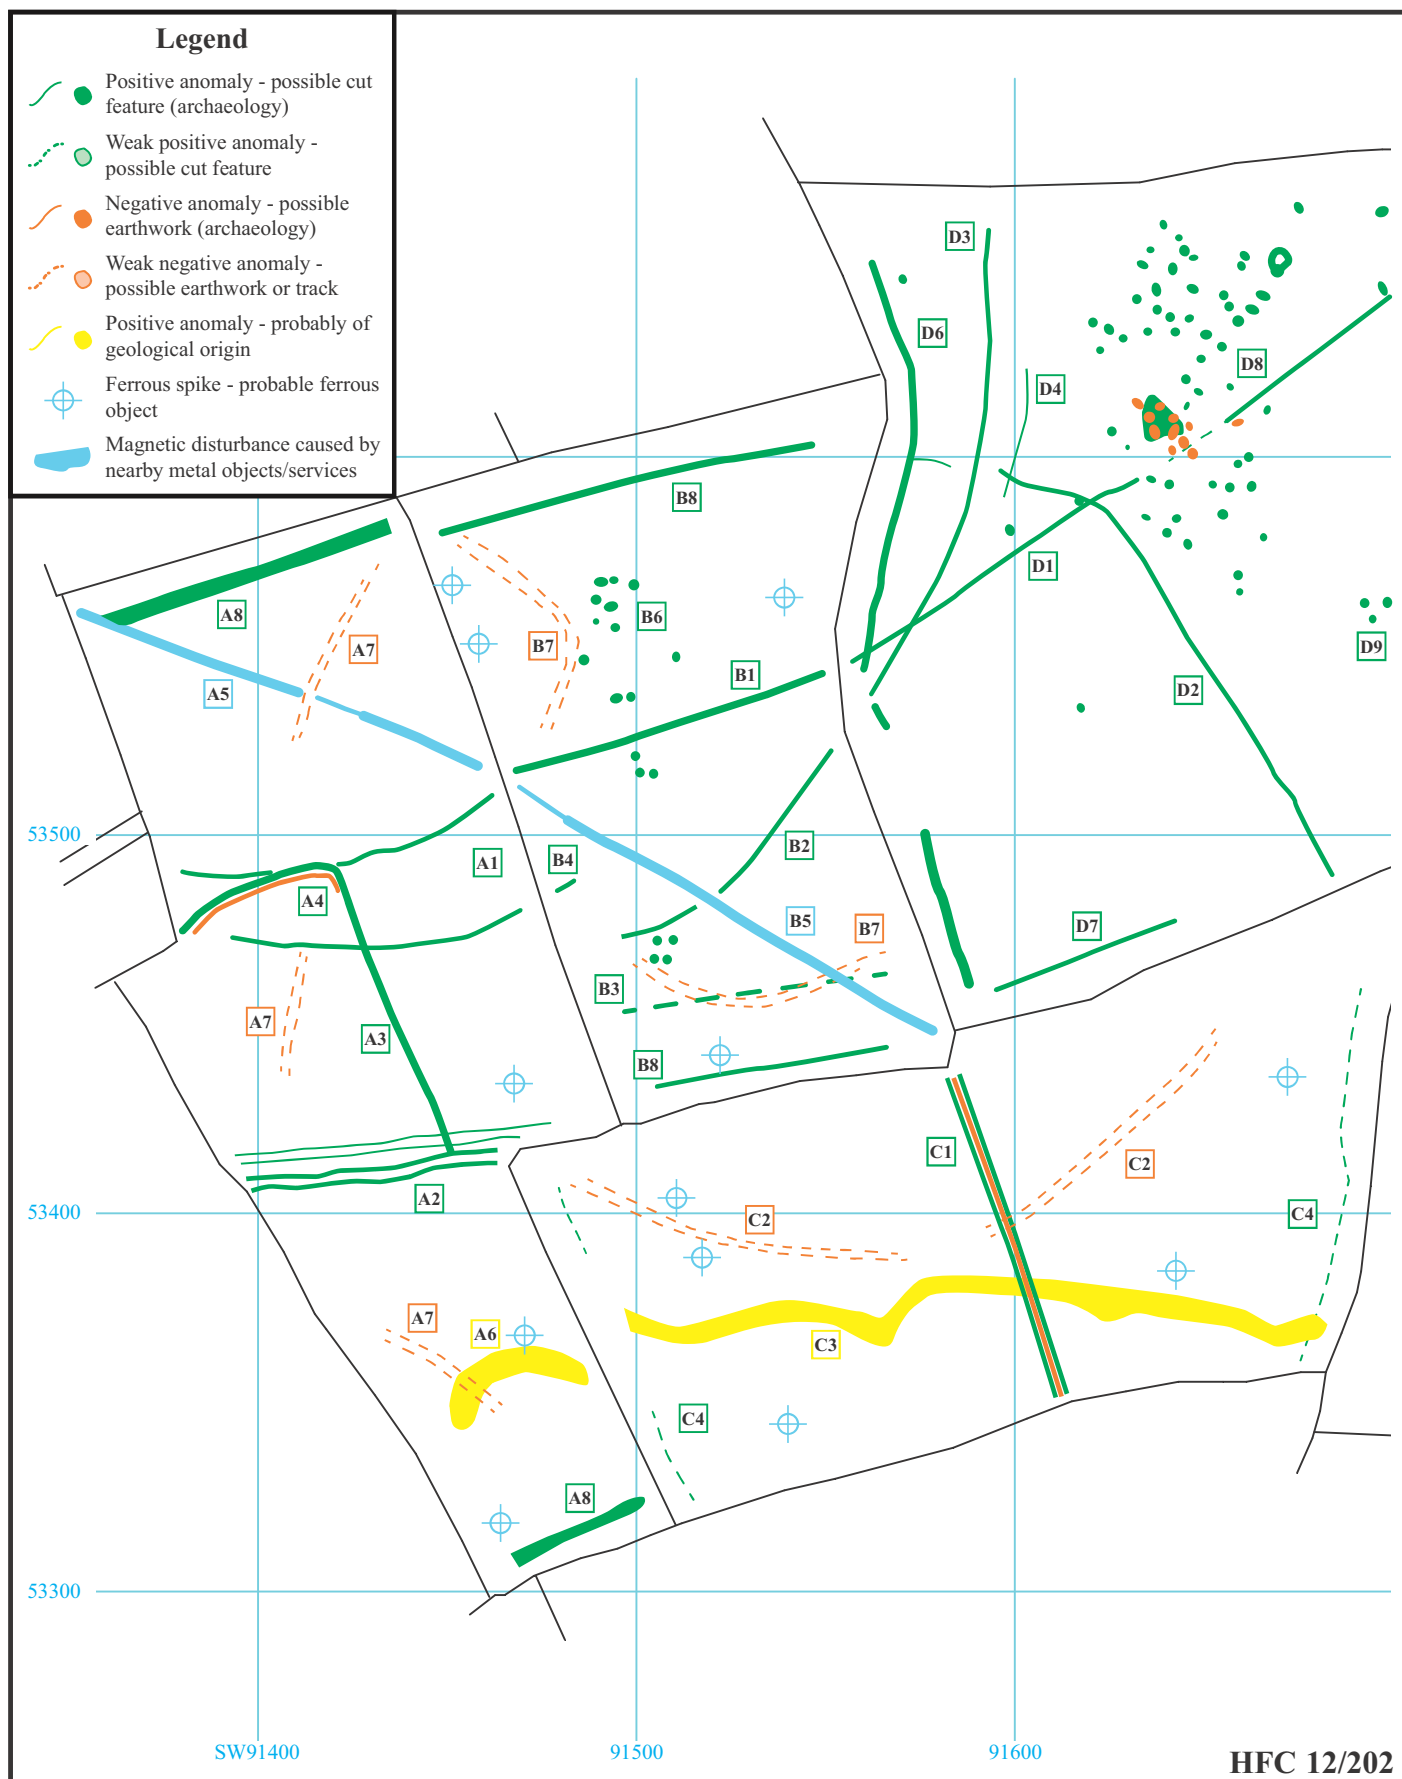 Legend
Positive anomaly - possible cut
feature (archaeology)
Weak positive anomaly -
possible cut feature
Negative anomaly - possible
earthwork (archaeology)
Weak negative anomaly -
possible earthwork or track
Positive anomaly - probably of
geological origin
Ferrous spike - probable ferrous
object
Magnetic disturbance caused by
nearby metal objects/services
D3
D6
D8
D4
B8
D1
A8
B6
B7
A7
D9
B1
A5
D2
53500
B2
B4
A1
A4
B5
B7
D7
B3
A7
A3
B8
C1
C2
A2
53400
C2
C4
A7
A6
C3
C4
A8
53300
SW91400
91500
91600
HFC 12/202